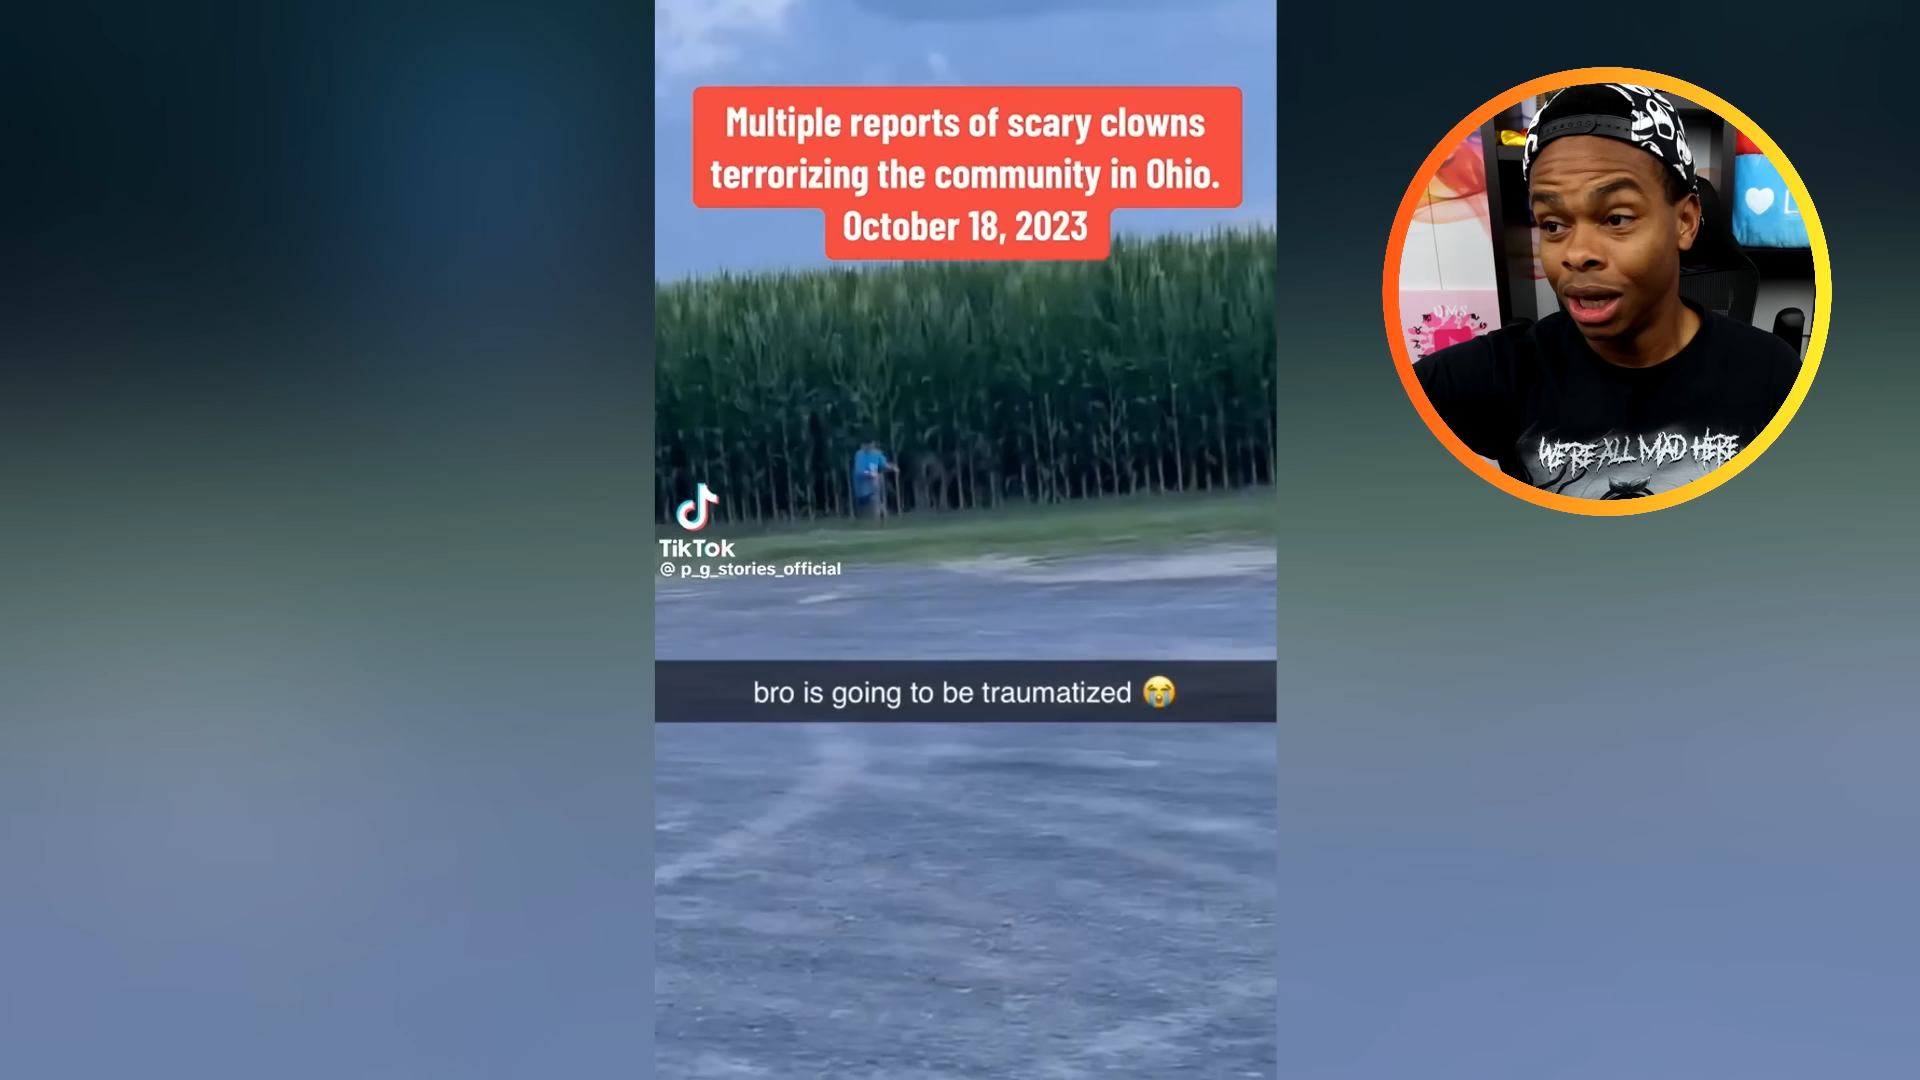 Multiple reports of scary clowns
terrorizing the community in Ohio.
October 18, 2023
WE'RE ALL MAD HERE
TikTok
@ p_g_stories_official
bro is going to be traumatized 😭